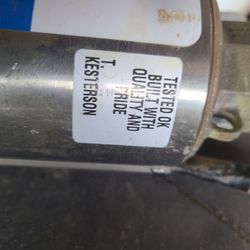 TESTED OK
BUILT WITH
QUALITY AND
PRIDE
T.
KESTERSON